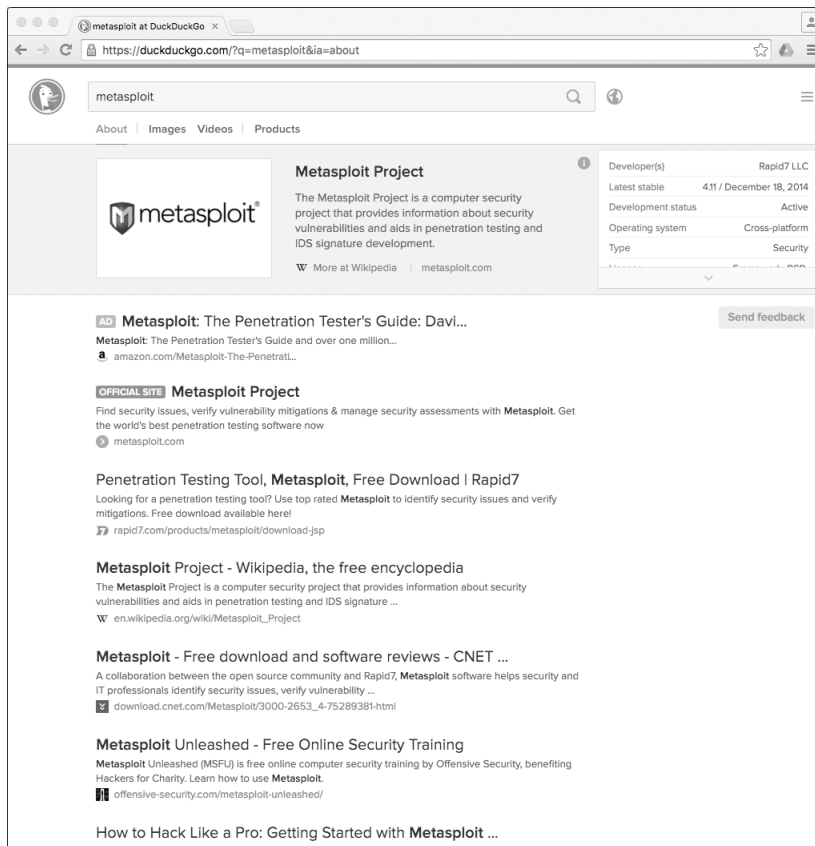 metasploit at DuckDuckGo ×
https://duckduckgo.com/?q=metasploit&ia=about
metasploit
About Images Videos Products
metasploit®
Metasploit Project
The Metasploit Project is a computer security
project that provides information about security
vulnerabilities and aids in penetration testing and
IDS signature development.
W More at Wikipedia metasploit.com
Developer(s) Rapid7 LLC
Latest stable 4.11 / December 18, 2014
Development status Active
Operating system Cross-platform
Type Security
Send feedback
AD Metasploit: The Penetration Tester's Guide: Davi...
Metasploit: The Penetration Tester's Guide and over one million...
a amazon.com/Metasploit-The-Penetrati...
OFFICIAL SITE Metasploit Project
Find security issues, verify vulnerability mitigations & manage security assessments with Metasploit. Get
the world's best penetration testing software now
metasploit.com
Penetration Testing Tool, Metasploit, Free Download | Rapid7
Looking for a penetration testing tool? Use top rated Metasploit to identify security issues and verify
mitigations. Free download available here!
rapid7.com/products/metasploit/download-jsp
Metasploit Project - Wikipedia, the free encyclopedia
The Metasploit Project is a computer security project that provides information about security
vulnerabilities and aids in penetration testing and IDS signature ...
W en.wikipedia.org/wiki/Metasploit_Project
Metasploit - Free download and software reviews - CNET ...
A collaboration between the open source community and Rapid7, Metasploit software helps security and
IT professionals identify security issues, verify vulnerability ...
download.cnet.com/Metasploit/3000-2653_4-75289381-html
Metasploit Unleashed - Free Online Security Training
Metasploit Unleashed (MSFU) is free online computer security training by Offensive Security, benefiting
Hackers for Charity. Learn how to use Metasploit.
offensive-security.com/metasploit-unleashed/
How to Hack Like a Pro: Getting Started with Metasploit ...